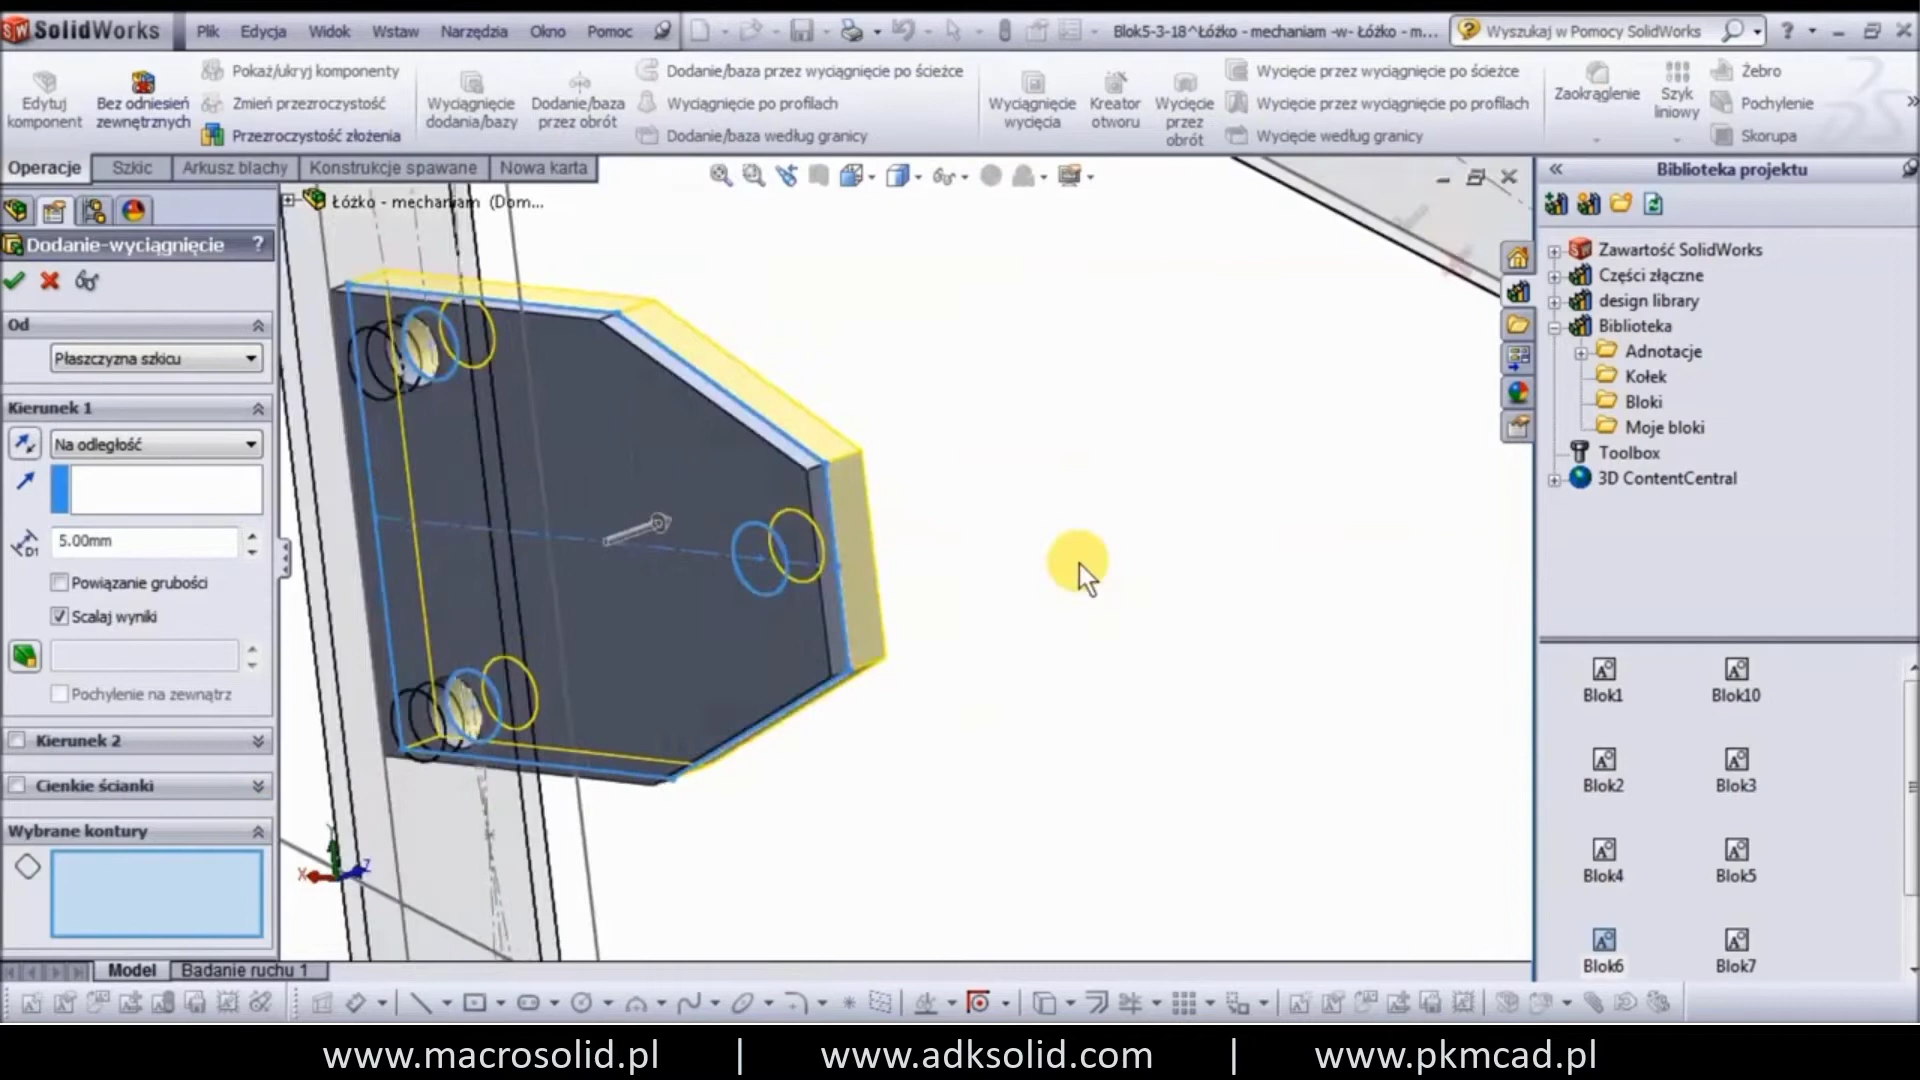 SolidWorks
Plik Edycja Widok Wstaw Narzędzia Okno Pomoc
Blok5-3-18^Łóżko - mechaniam -w- Łóżko - m...
Wyszukaj w Pomocy SolidWorks
Edytuj komponent
Bez odniesień zewnętrznych
Pokaż/ukryj komponenty
Zmień przezroczystość
Przezroczystość złożenia
Wyciągnięcie dodania/bazy
Dodanie/baza przez obrót
Dodanie/baza przez wyciągnięcie po ścieżce
Wyciągnięcie po profilach
Dodanie/baza według granicy
Wyciągnięcie wycięcia
Kreator otworu
Wycięcie przez obrót
Wycięcie przez wyciągnięcie po ścieżce
Wycięcie przez wyciągnięcie po profilach
Wycięcie według granicy
Zaokrąglenie
Szyk liniowy
Żebro
Pochylenie
Skorupa
Operacje Szkic Arkusz blachy Konstrukcje spawane Nowa karta
Łóżko - mechaniam (Dom...
Dodanie-wyciągnięcie ?
Od
Płaszczyzna szkicu
Kierunek 1
Na odległość
D1
5.00mm
Powiązanie grubości
Scalaj wyniki
Pochylenie na zewnątrz
Kierunek 2
Cienkie ścianki
Wybrane kontury
X Y Z
Model Badanie ruchu 1
Biblioteka projektu
Zawartość SolidWorks
Części złączne
design library
Biblioteka
Adnotacje
Kołek
Bloki
Moje bloki
Toolbox
3D ContentCentral
Blok1 Blok10
Blok2 Blok3
Blok4 Blok5
Blok6 Blok7
www.macrosolid.pl | www.adksolid.com | www.pkmcad.pl